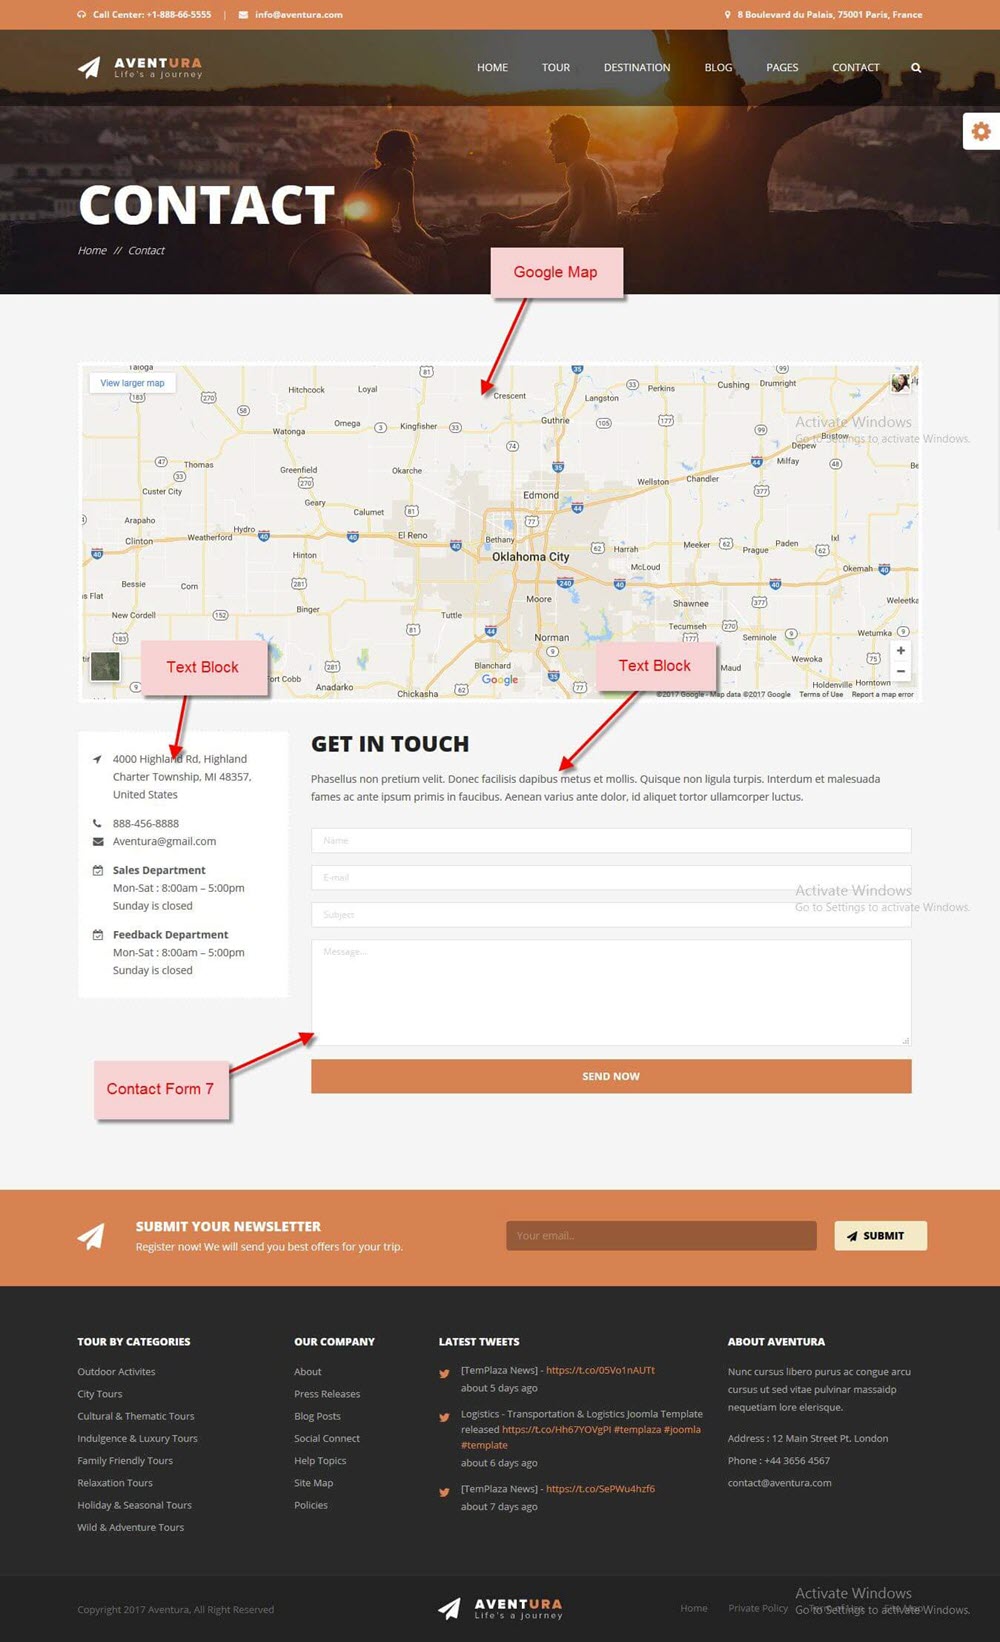 Call Center: +1-888-66-5555 | info@aventura.com
8 Boulevard du Palais, 75001 Paris, France
AVENTURA
Life's a journey
HOME TOUR DESTINATION BLOG PAGES CONTACT
CONTACT
Home // Contact
Google Map
View larger map
Taloga
Hitchcock
Loyal
Crescent
Langston
Perkins
Cushing
Drumright
Omega
Kingfisher
Guthrie
Watonga
Activate Windows
Go to Settings to activate Windows.
Bristow
Depew
Milfay
Thomas
Greenfield
Okarche
Wellston
Chandler
Custer City
Geary
Calumet
Edmond
Arapaho
Hydro
Weatherford
Clinton
El Reno
Bethany
Oklahoma City
Harrah
Meeker
Prague
Paden
Ixl
Hinton
McLoud
Okemah
Bessie
Corn
s Flat
Moore
Shawnee
Weleetka
New Cordell
Binger
Tuttle
Tecumseh
Seminole
Wetumka
Norman
Text Block
Text Block
Blanchard
Maud
Wewoka
Fort Cobb
Anadarko
Chickasha
Google
Holdenville
Horntown
©2017 Google - Map data ©2017 Google Terms of Use Report a map error
4000 Highland Rd, Highland
Charter Township, MI 48357,
United States
888-456-8888
Aventura@gmail.com
Sales Department
Mon-Sat : 8:00am – 5:00pm
Sunday is closed
Feedback Department
Mon-Sat : 8:00am – 5:00pm
Sunday is closed
GET IN TOUCH
Phasellus non pretium velit. Donec facilisis dapibus metus et mollis. Quisque non ligula turpis. Interdum et malesuada
fames ac ante ipsum primis in faucibus. Aenean varius ante dolor, id aliquet tortor ullamcorper luctus.
Name
E-mail
Activate Windows
Go to Settings to activate Windows.
Subject
Message...
Contact Form 7
SEND NOW
SUBMIT YOUR NEWSLETTER
Register now! We will send you best offers for your trip.
Your email..
SUBMIT
TOUR BY CATEGORIES
Outdoor Activites
City Tours
Cultural & Thematic Tours
Indulgence & Luxury Tours
Family Friendly Tours
Relaxation Tours
Holiday & Seasonal Tours
Wild & Adventure Tours
OUR COMPANY
About
Press Releases
Blog Posts
Social Connect
Help Topics
Site Map
Policies
LATEST TWEETS
[TemPlaza News] - https://t.co/05Vo1nAUTt
about 5 days ago
Logistics - Transportation & Logistics Joomla Template
released https://t.co/Hh67YOVgPI #templaza #joomla
#template
about 6 days ago
[TemPlaza News] - https://t.co/SePWu4hzf6
about 7 days ago
ABOUT AVENTURA
Nunc cursus libero purus ac congue arcu
cursus ut sed vitae pulvinar massaidp
nequetiam lore elerisque.
Address : 12 Main Street Pt. London
Phone : +44 3656 4567
contact@aventura.com
Copyright 2017 Aventura, All Right Reserved
AVENTURA
Life's a journey
Home Private Policy
Activate Windows
Go to Settings to activate Windows.